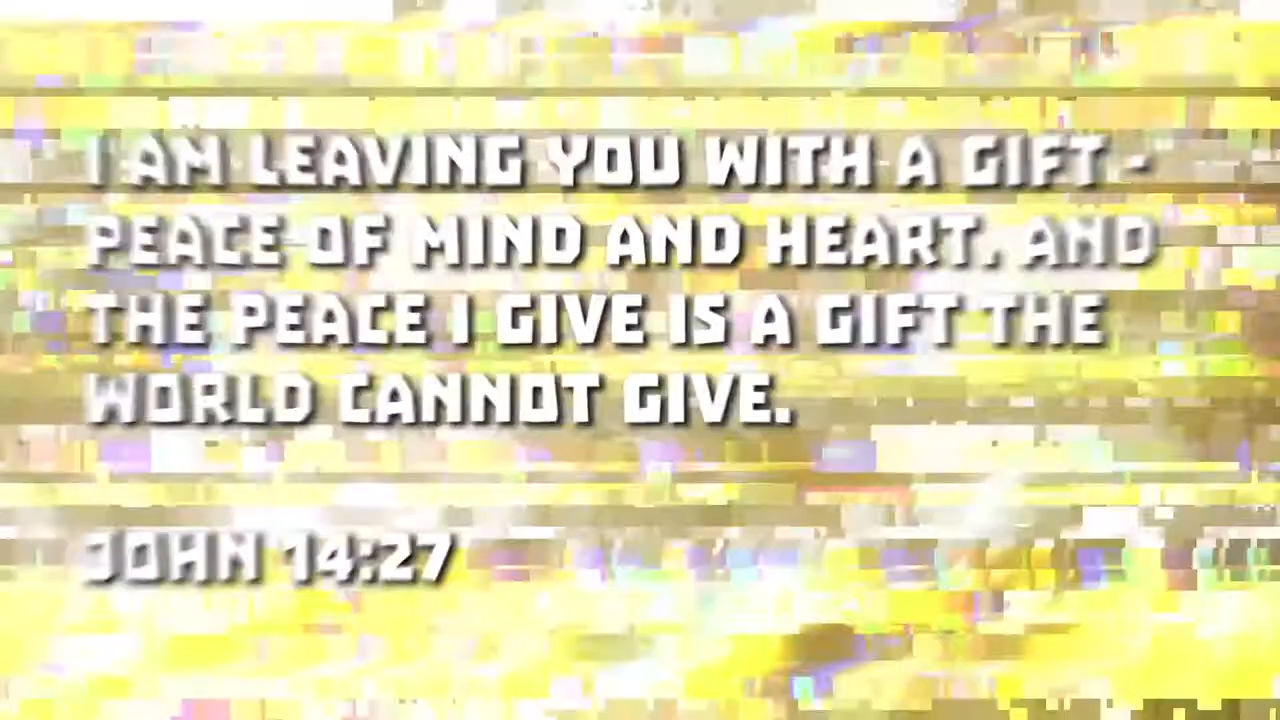 I AM LEAVING YOU WITH A GIFT -
PEACE OF MIND AND HEART. AND
THE PEACE I GIVE IS A GIFT THE
WORLD CANNOT GIVE.
JOHN 14:27